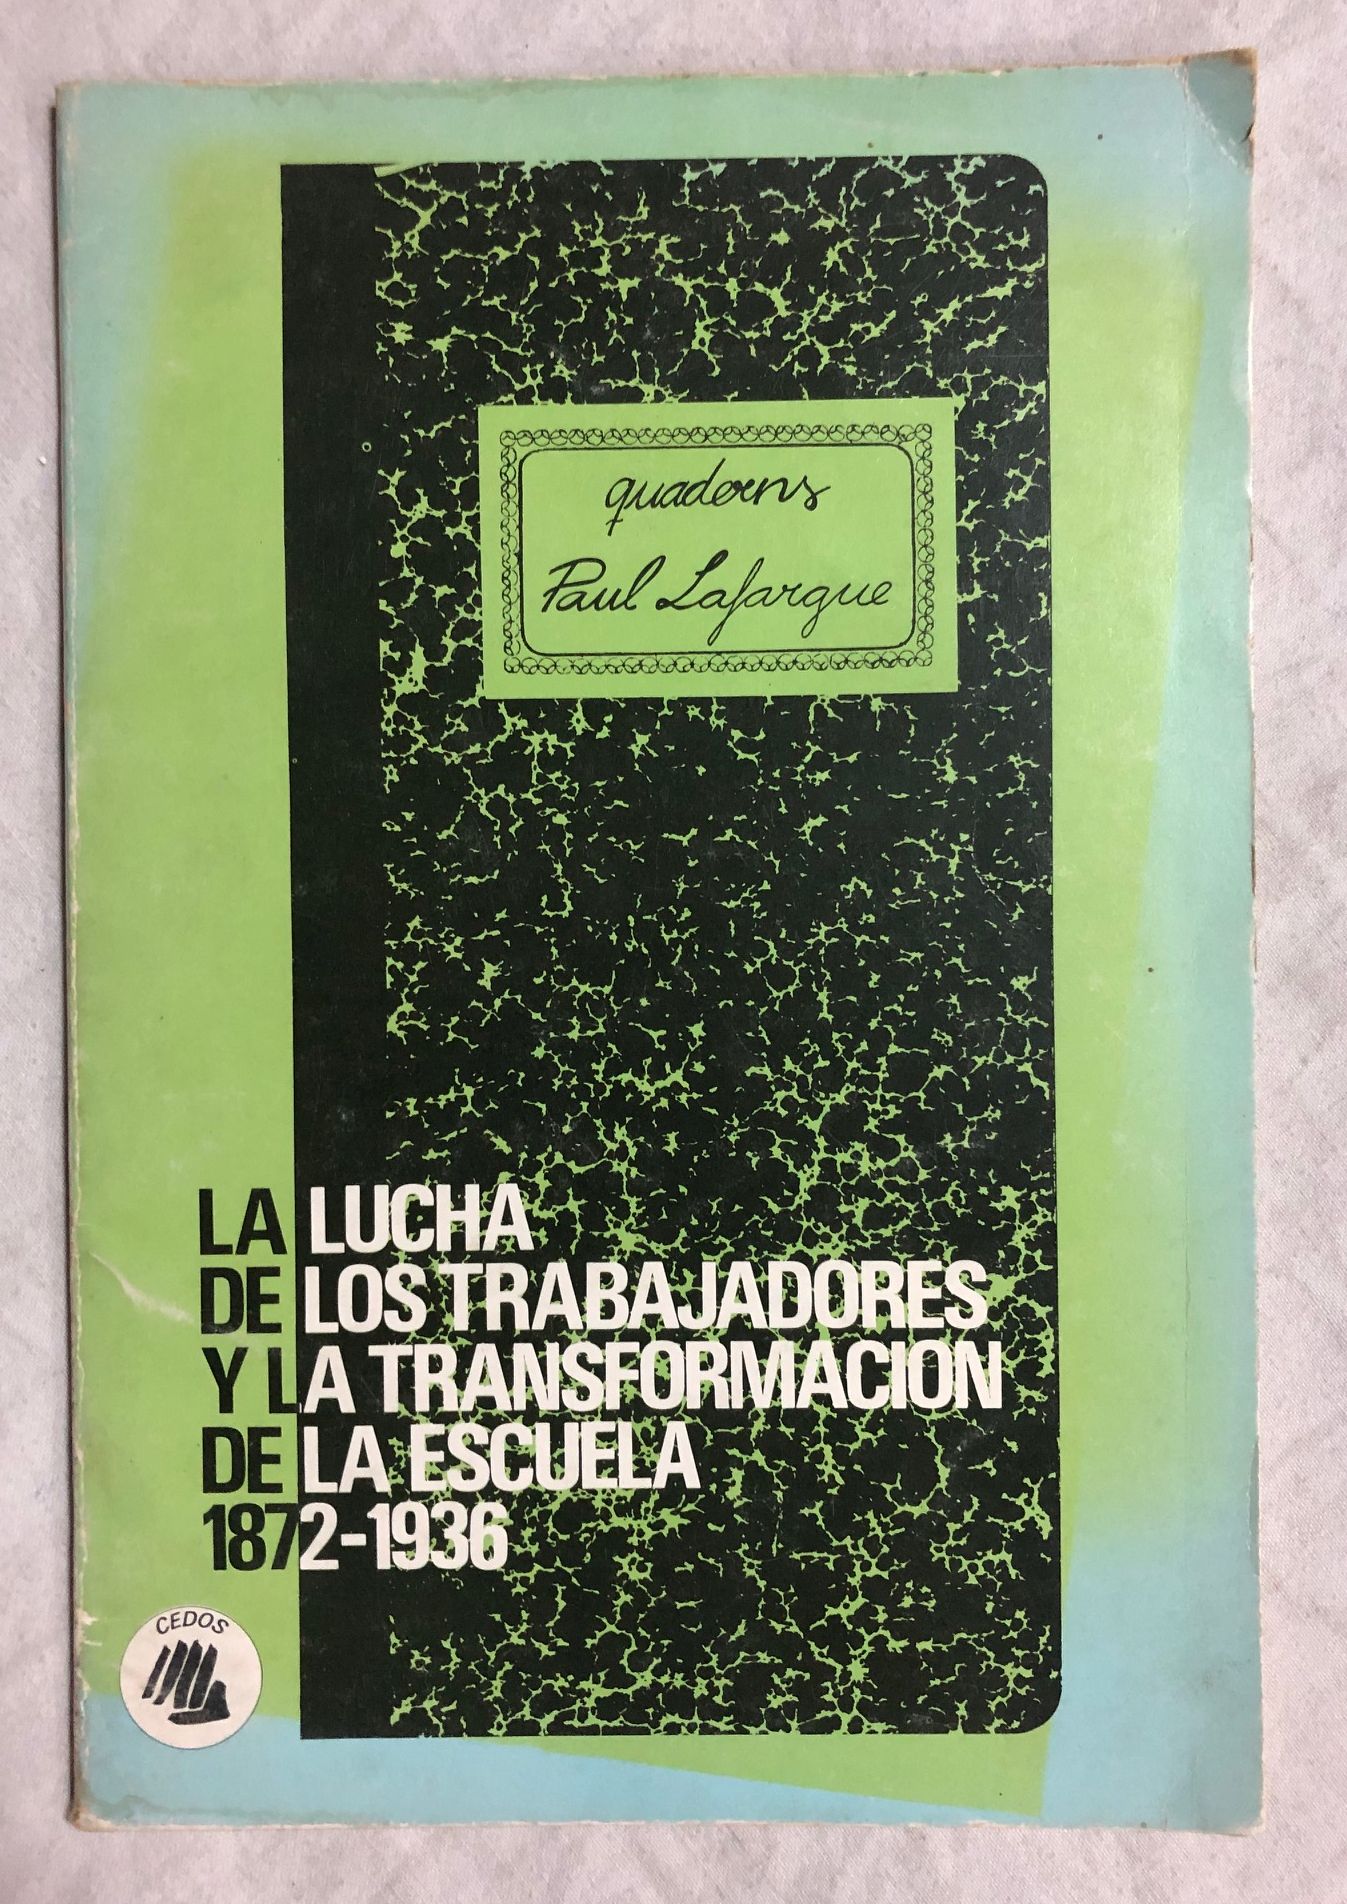 quaderns
Paul Lafargue
LA LUCHA
DE LOS TRABAJADORES
Y LA TRANSFORMACION
DE LA ESCUELA
1872-1936
CEDOS